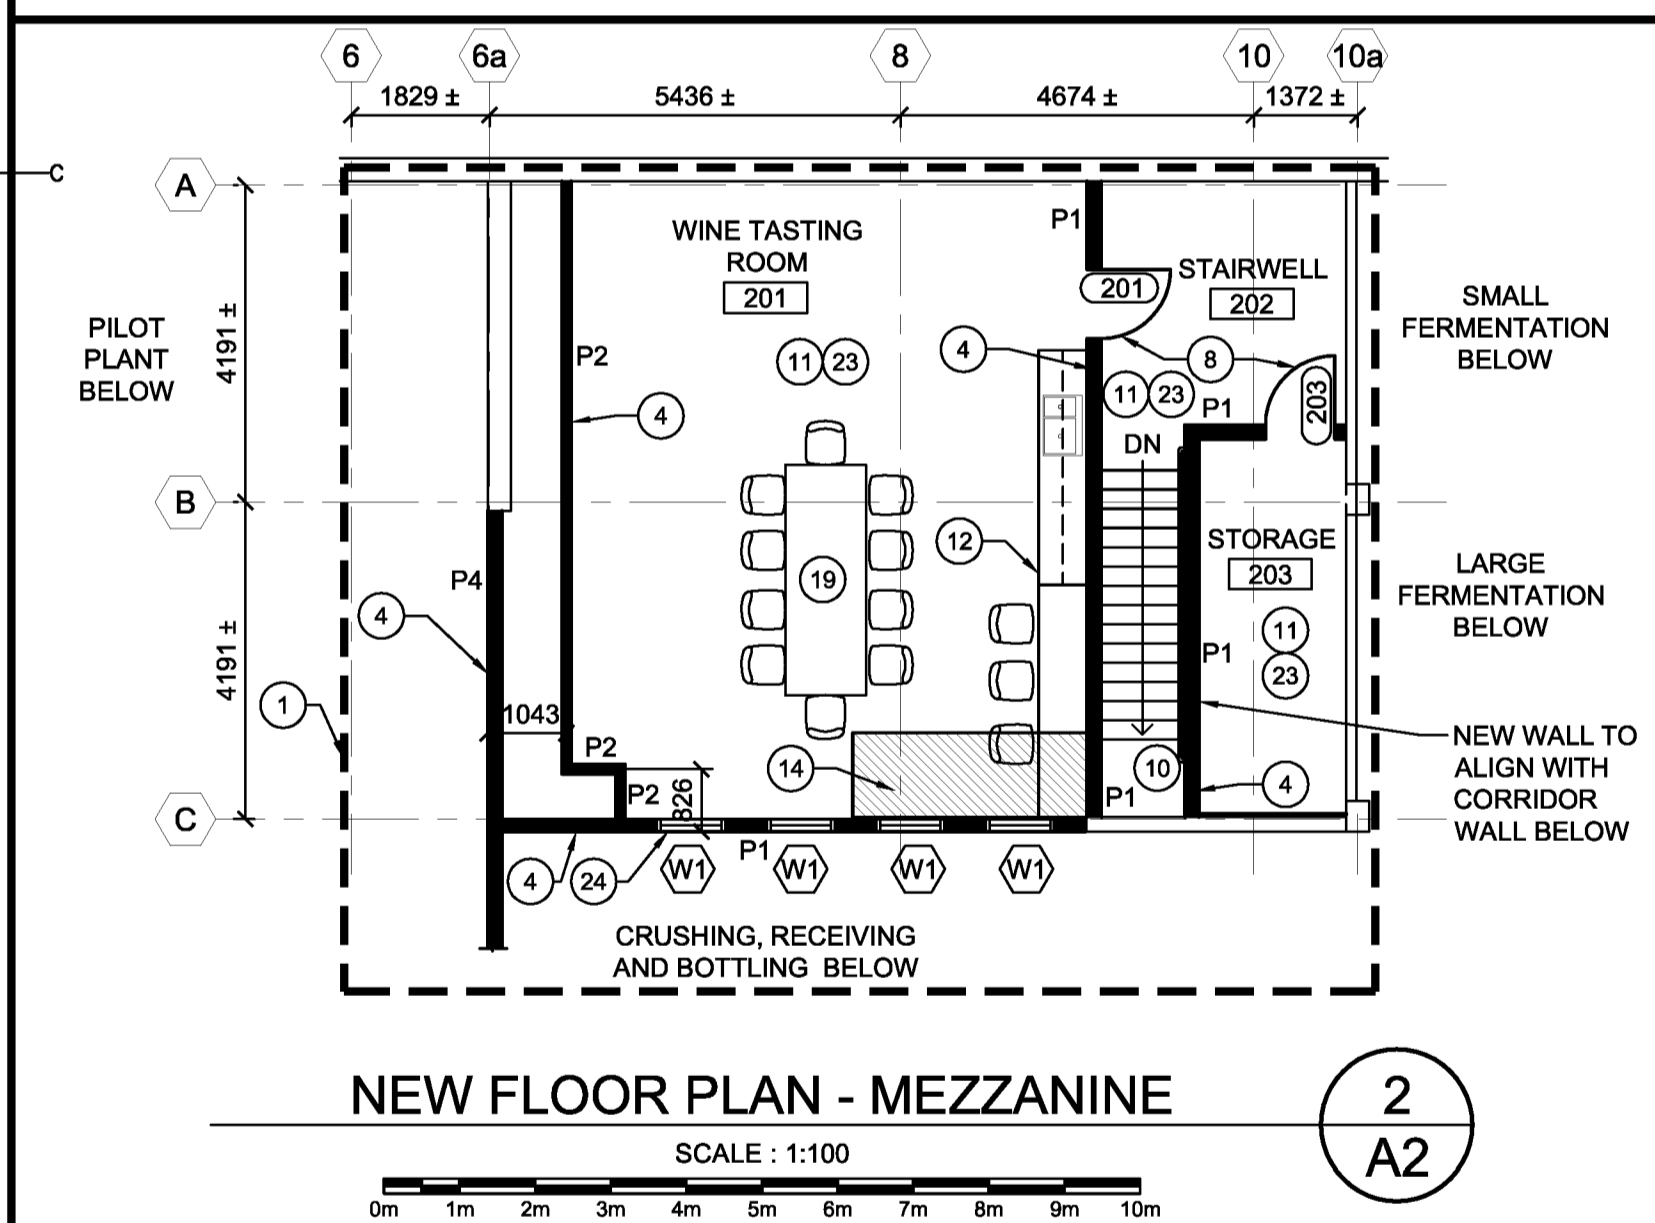 6 6a 8 10 10a
1829 ± 5436 ± 4674 ± 1372 ±
C
A
WINE TASTING
ROOM
201
P1
201
STAIRWELL
202
SMALL
FERMENTATION
BELOW
PILOT
PLANT
BELOW
4191 ±
P2
11 23
4
8
4
11 23
P1
203
DN
B
12
STORAGE
203
LARGE
FERMENTATION
BELOW
P4
19
4
11
23
P1
4191 ±
1
1043
P2
NEW WALL TO
ALIGN WITH
CORRIDOR
WALL BELOW
14
10
4
P2
826
P1
C
P1
4 24
W1 W1 W1 W1
CRUSHING, RECEIVING
AND BOTTLING BELOW
NEW FLOOR PLAN - MEZZANINE
2
A2
SCALE : 1:100
0m 1m 2m 3m 4m 5m 6m 7m 8m 9m 10m